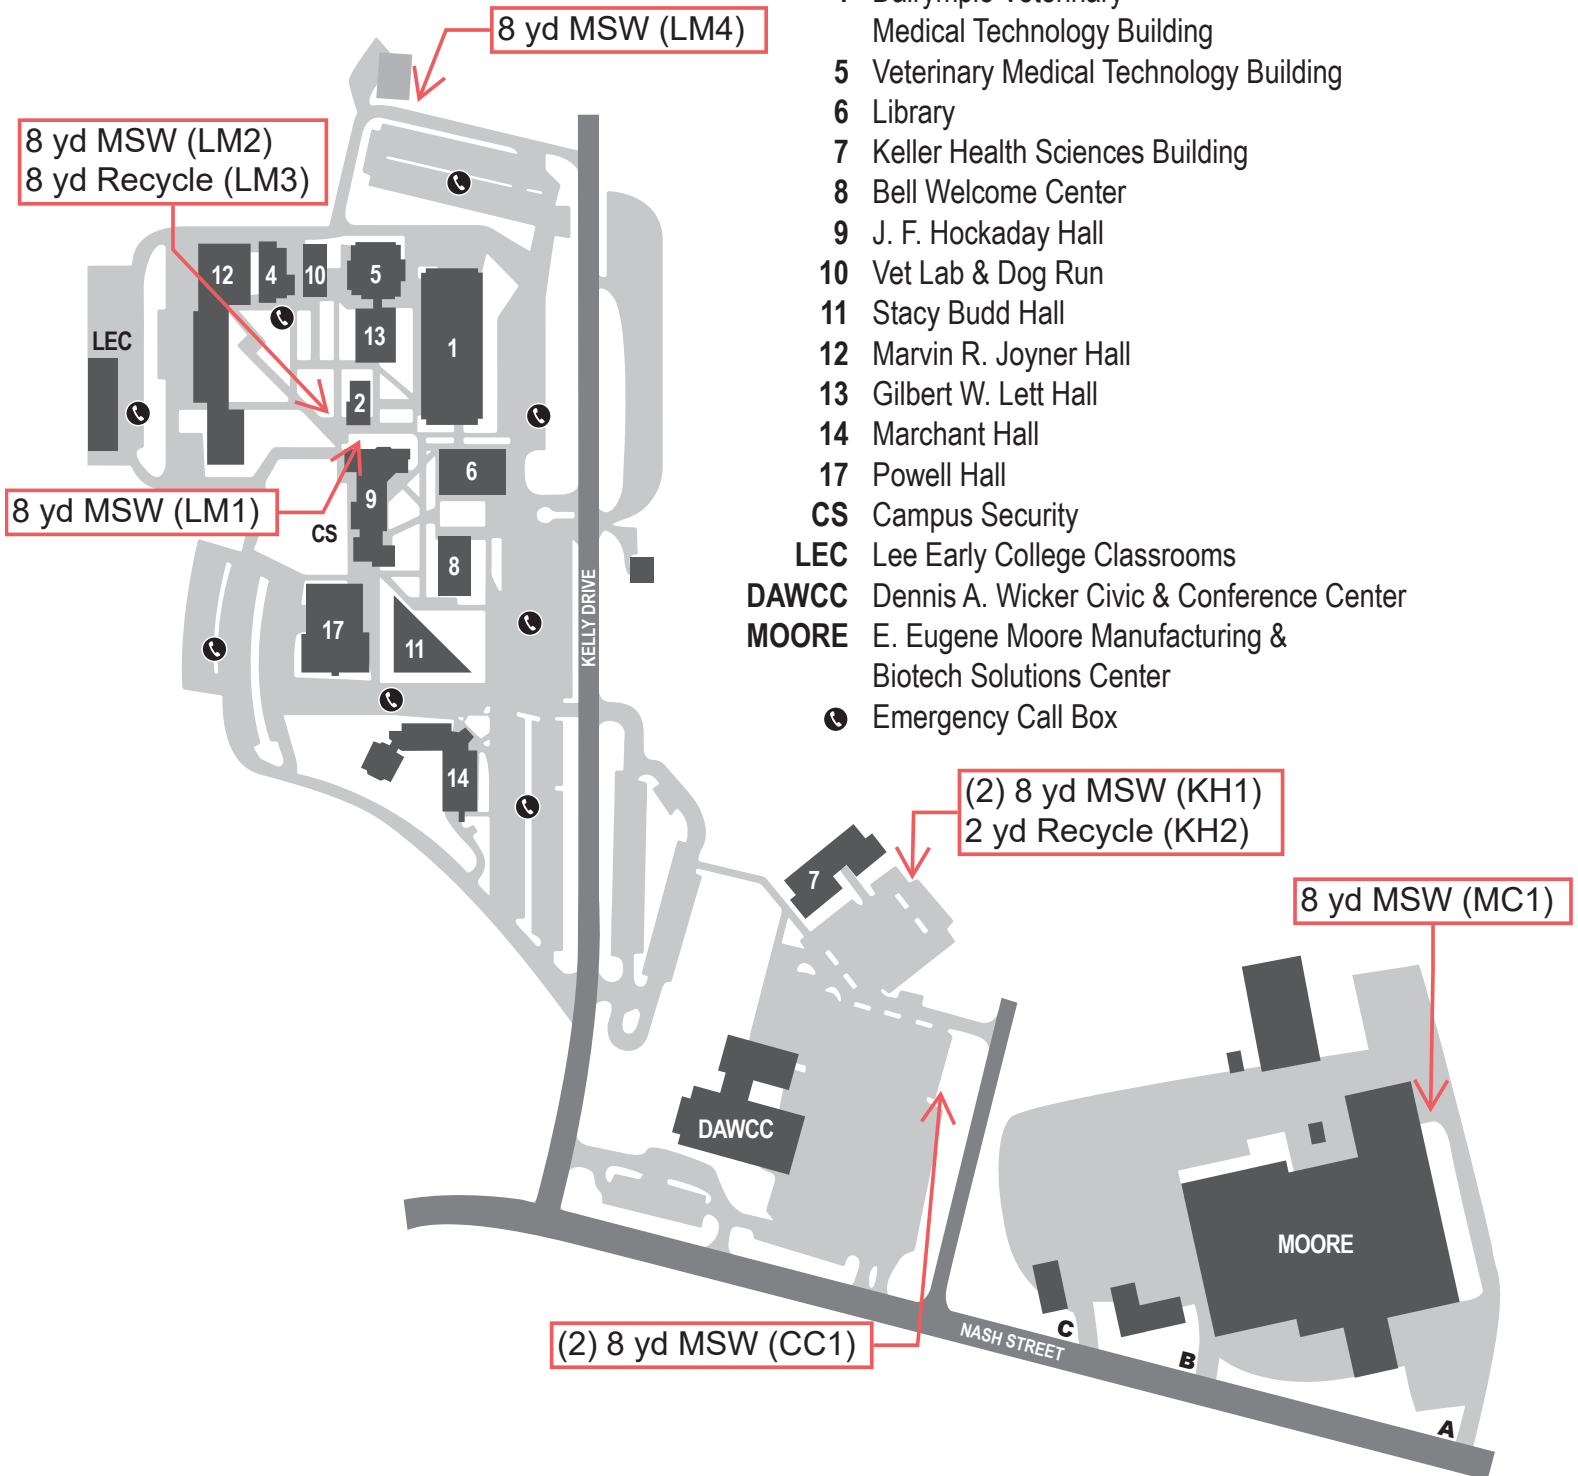 8 yd MSW (LM4)
Medical Technology Building
5 Veterinary Medical Technology Building
6 Library
7 Keller Health Sciences Building
8 Bell Welcome Center
9 J. F. Hockaday Hall
10 Vet Lab & Dog Run
11 Stacy Budd Hall
12 Marvin R. Joyner Hall
13 Gilbert W. Lett Hall
14 Marchant Hall
17 Powell Hall
CS Campus Security
LEC Lee Early College Classrooms
DAWCC Dennis A. Wicker Civic & Conference Center
MOORE E. Eugene Moore Manufacturing &
Biotech Solutions Center
Emergency Call Box
8 yd MSW (LM2)
8 yd Recycle (LM3)
12
4
10
5
13
1
LEC
2
8 yd MSW (LM1)
6
9
CS
8
17
11
KELLY DRIVE
14
(2) 8 yd MSW (KH1)
2 yd Recycle (KH2)
7
8 yd MSW (MC1)
DAWCC
MOORE
(2) 8 yd MSW (CC1)
NASH STREET
C
B
A